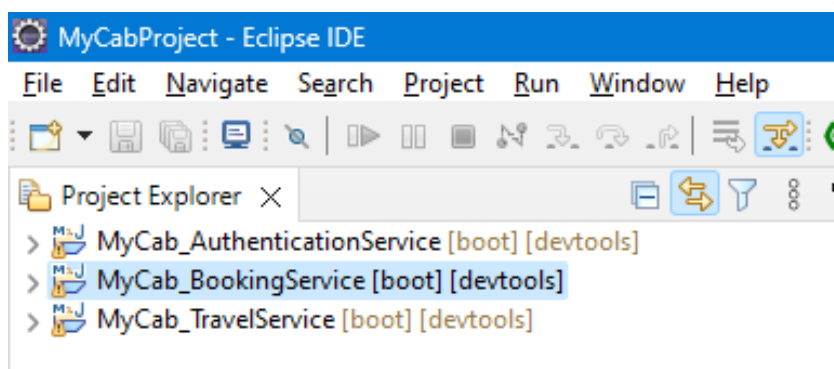 MyCabProject - Eclipse IDE
File Edit Navigate Search Project Run Window Help
Project Explorer
MyCab_AuthenticationService [boot] [devtools]
MyCab_BookingService [boot] [devtools]
MyCab_TravelService [boot] [devtools]